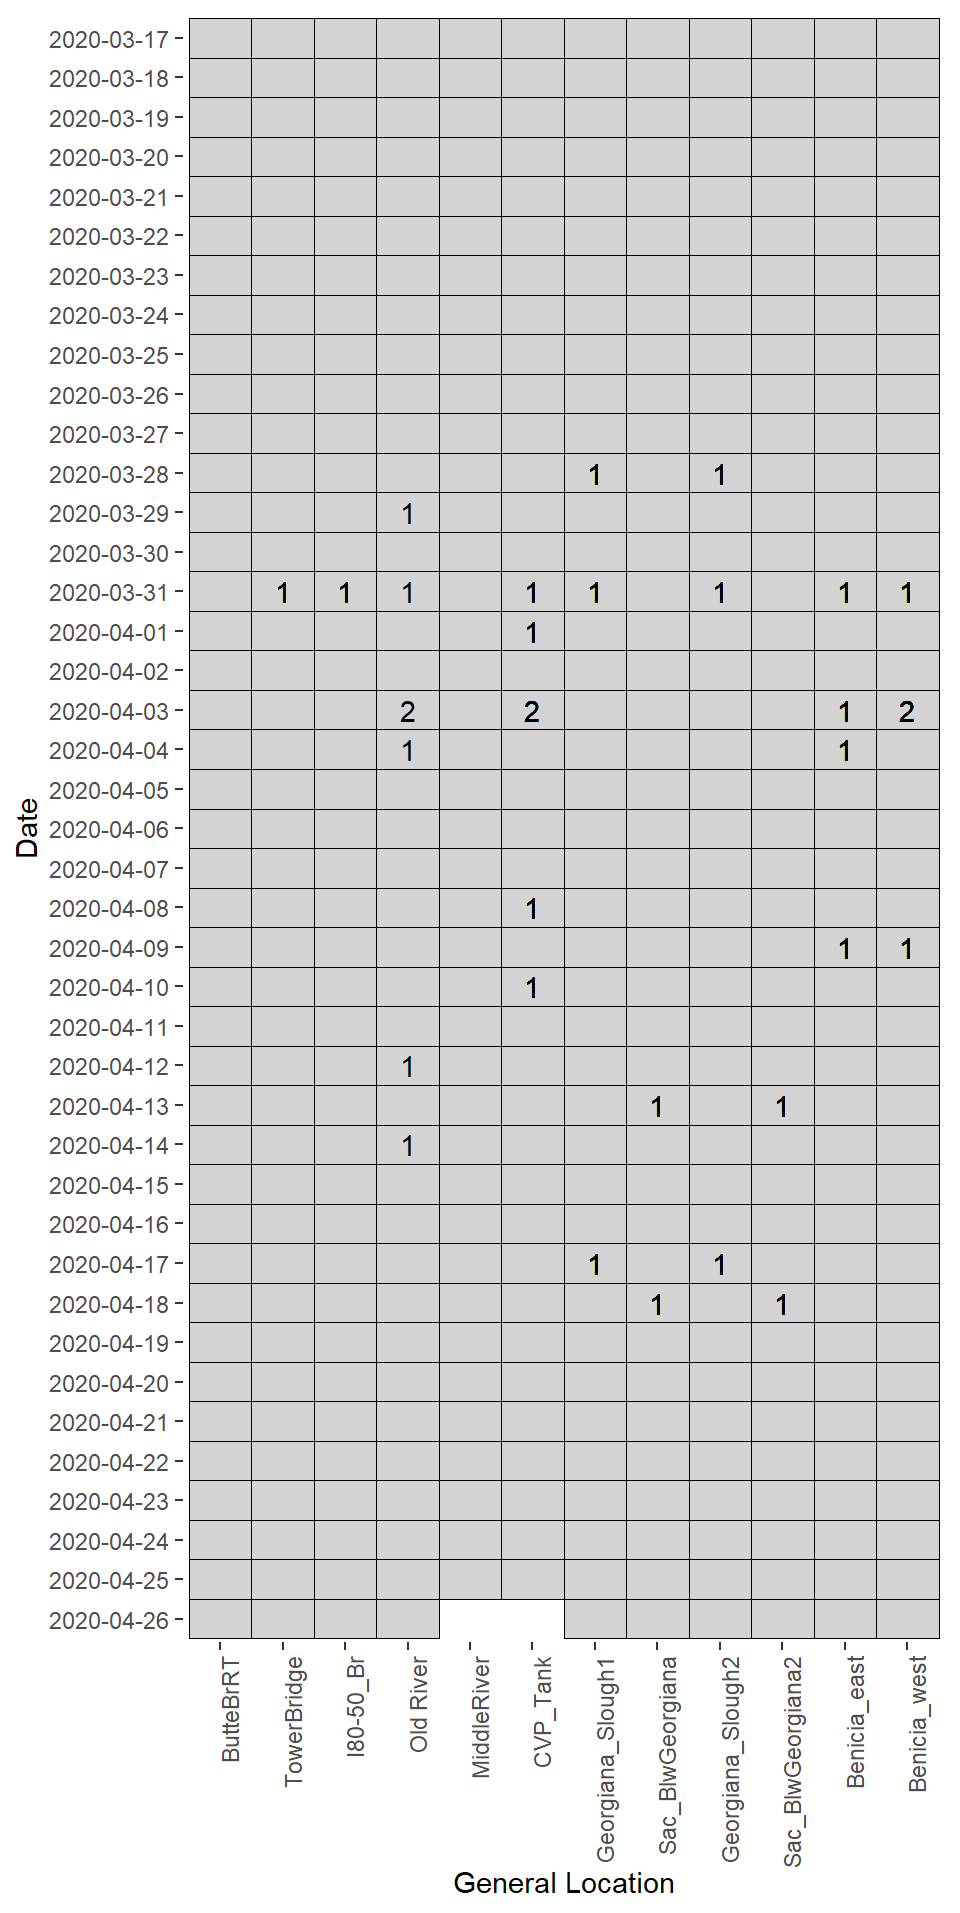 2020-03-17
2020-03-18
2020-03-19
2020-03-20
2020-03-21
2020-03-22
2020-03-23
2020-03-24
2020-03-25
2020-03-26
2020-03-27
2020-03-28 1 1
2020-03-29 1
2020-03-30
2020-03-31 1 1 1 1 1 1 1 1
2020-04-01 1
2020-04-02
2020-04-03 2 2 1 2
2020-04-04 1 1
2020-04-05
2020-04-06
2020-04-07
2020-04-08 1
2020-04-09 1 1
2020-04-10 1
2020-04-11
2020-04-12 1
2020-04-13 1 1
2020-04-14 1
2020-04-15
2020-04-16
2020-04-17 1 1
2020-04-18 1 1
2020-04-19
2020-04-20
2020-04-21
2020-04-22
2020-04-23
2020-04-24
2020-04-25
2020-04-26
Date
ButteBrRT
TowerBridge
I80-50_Br
Old River
MiddleRiver
CVP_Tank
Georgiana_Slough1
Sac_BlwGeorgiana
Georgiana_Slough2
Sac_BlwGeorgiana2
Benicia_east
Benicia_west
General Location